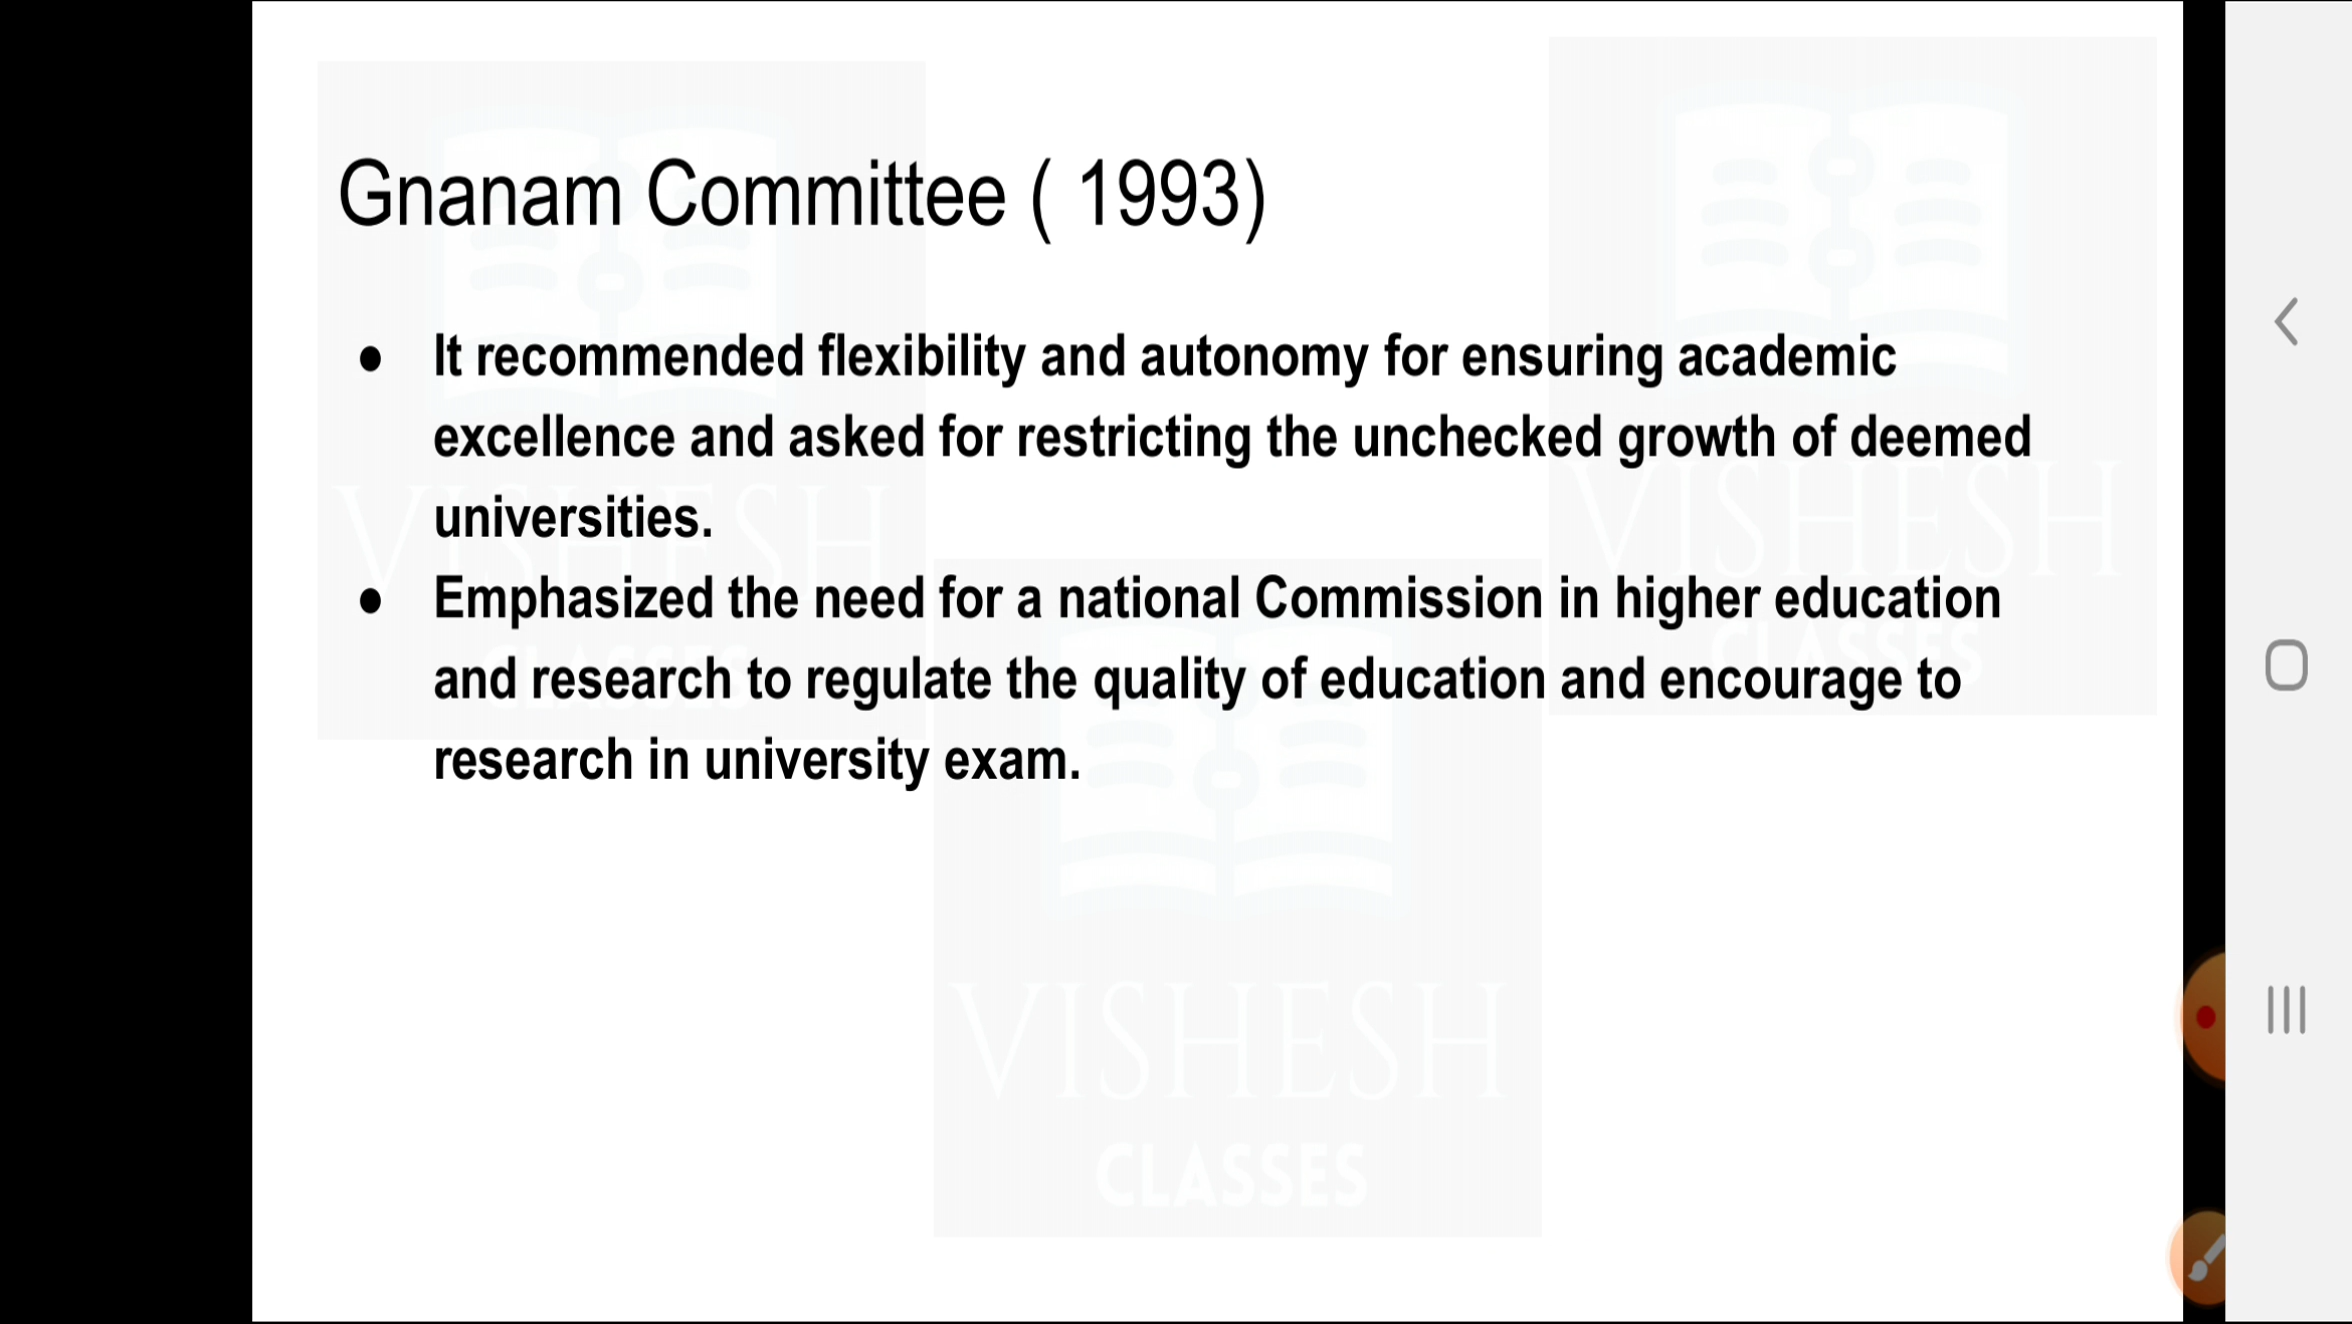 Gnanam Committee ( 1993)
● It recommended flexibility and autonomy for ensuring academic
excellence and asked for restricting the unchecked growth of deemed
universities.
● Emphasized the need for a national Commission in higher education
and research to regulate the quality of education and encourage to
research in university exam.
VISHESH
CLASSES
VISHESH
CLASSES
VISHESH
CLASSES